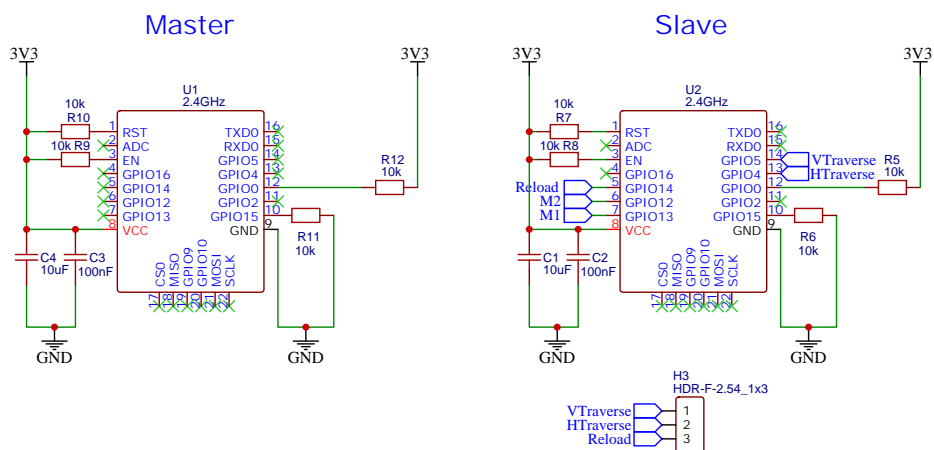 Master
Slave
3V3
3V3
3V3
3V3
U1
2.4GHz
10k
R10
10k R9
1 RST
2 ADC
3 EN
4 GPIO16
5 GPIO14
6 GPIO12
7 GPIO13
8 VCC
TXD0 16
RXD0 15
GPIO5 14
GPIO4 13
GPIO0 12
GPIO2 11
GPIO15 10
GND 9
R12
10k
R11
10k
C4
10uF
C3
100nF
17 CS0
18 MISO
19 GPIO9
20 GPIO10
21 MOSI
22 SCLK
GND
GND
U2
2.4GHz
10k
R7
10k R8
1 RST
2 ADC
3 EN
4 GPIO16
5 GPIO14
6 GPIO12
7 GPIO13
8 VCC
Reload
M2
M1
TXD0 16
RXD0 15
GPIO5 14
GPIO4 13
GPIO0 12
GPIO2 11
GPIO15 10
GND 9
VTraverse
HTraverse
R5
10k
R6
10k
C1
10uF
C2
100nF
17 CS0
18 MISO
19 GPIO9
20 GPIO10
21 MOSI
22 SCLK
GND
GND
H3
HDR-F-2.54_1x3
VTraverse 1
HTraverse 2
Reload 3